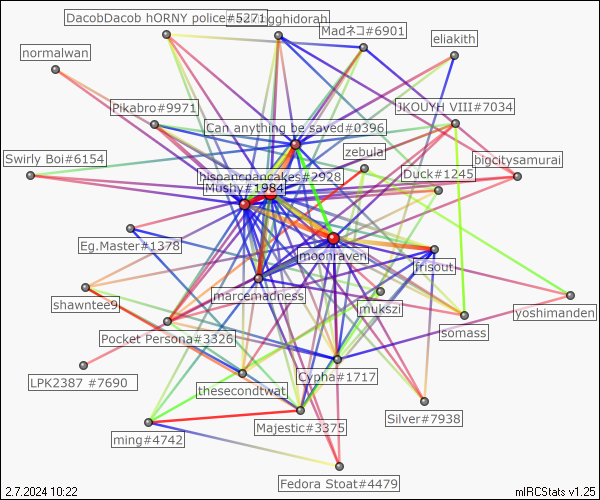 DacobDacob hORNY police#5271
gghidorah
Madネコ#6901
eliakith
normalwan
Pikabro#9971
JKOUYH VIII#7034
Can anything be saved#0396
zebula
Swirly Boi#6154
bigcitysamurai
hispancpancakes#2928
Duck#1245
Mushy#1984
Eg.Master#1378
moonraven
frisout
marcemadness
shawntee9
mukszi
yoshimanden
Pocket Persona#3326
somass
LPK2387 #7690
Cypha#1717
thesecondtwat
Silver#7938
Majestic#3375
ming#4742
Fedora Stoat#4479
2.7.2024 10:22
mIRCStats v1.25